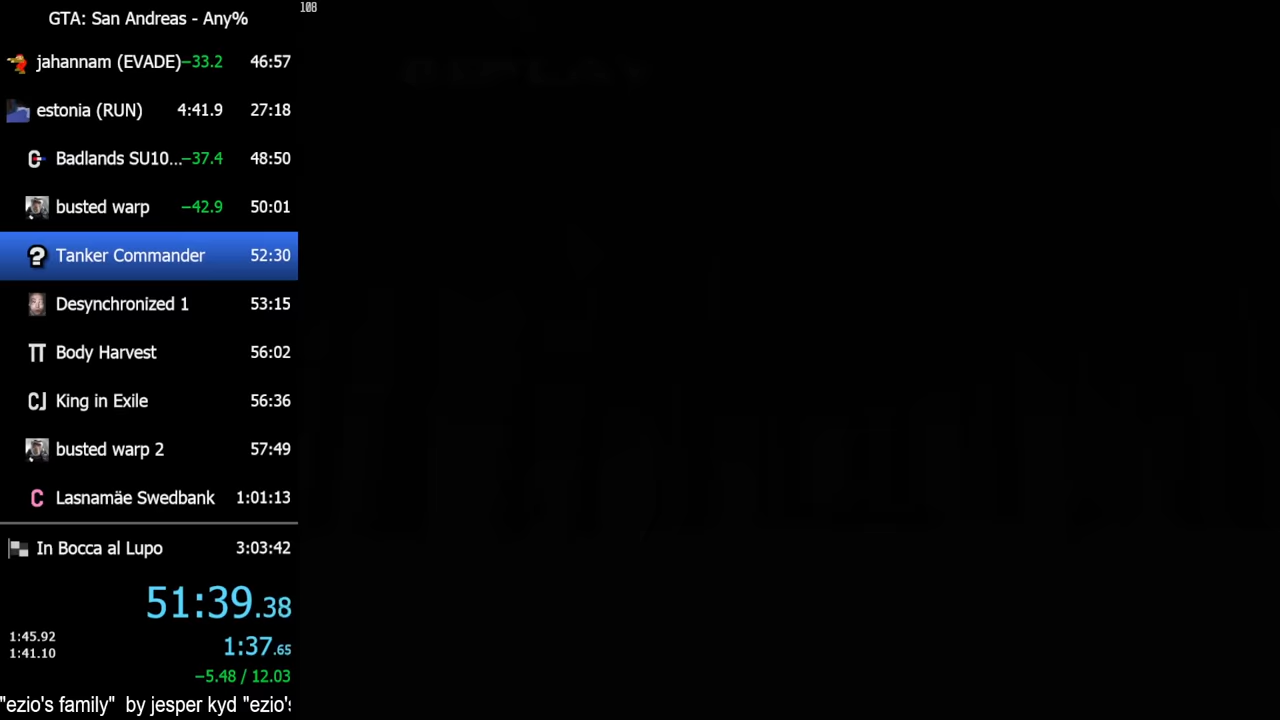 108
GTA: San Andreas - Any%
jahannam (EVADE) −33.2 46:57
estonia (RUN) 4:41.9 27:18
Badlands SU10... −37.4 48:50
busted warp −42.9 50:01
Tanker Commander 52:30
Desynchronized 1 53:15
Body Harvest 56:02
CJ King in Exile 56:36
busted warp 2 57:49
C Lasnamäe Swedbank 1:01:13
In Bocca al Lupo 3:03:42
51:39.38
1:45.92
1:37.65
1:41.10
−5.48 / 12.03
"ezio's family" by jesper kyd "ezio's